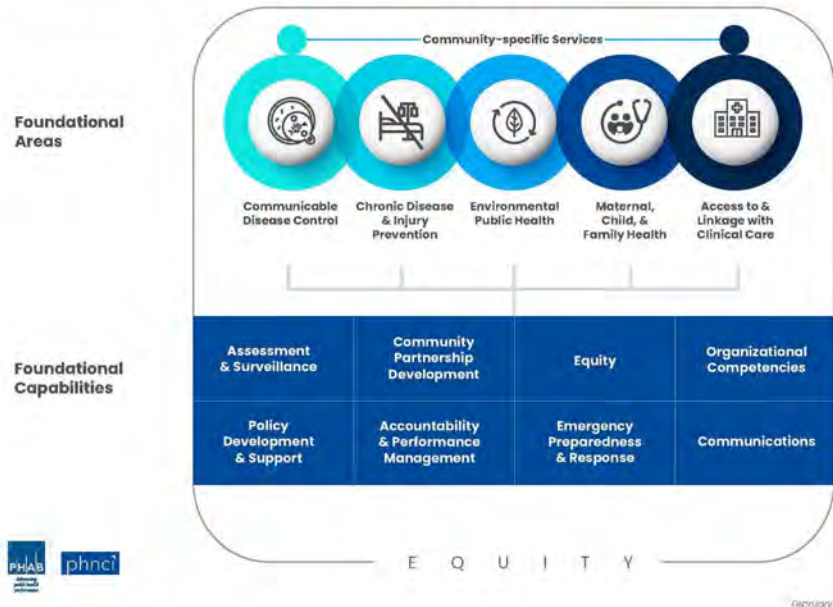 Community-specific Services
Foundational
Areas
Communicable
Disease Control
Chronic Disease
& Injury
Prevention
Environmental
Public Health
Maternal,
Child, &
Family Health
Access to &
Linkage with
Clinical Care
Foundational
Capabilities
Assessment
& Surveillance
Community
Partnership
Development
Equity
Organizational
Competencies
Policy
Development
& Support
Accountability
& Performance
Management
Emergency
Preparedness
& Response
Communications
PHAB
phnci
E Q U I T Y